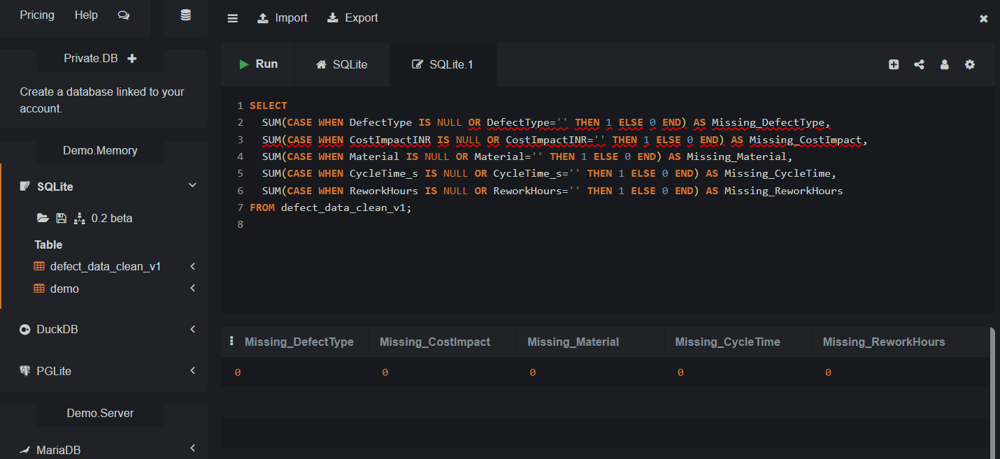 Pricing Help
Import Export
Private.DB
Run SQLite SQLite.1
Create a database linked to your
account.
Demo.Memory
SQLite
0.2 beta
Table
defect_data_clean_v1
demo
DuckDB
PGLite
Demo.Server
MariaDB
1 SELECT
2 SUM(CASE WHEN DefectType IS NULL OR DefectType='' THEN 1 ELSE 0 END) AS Missing_DefectType,
3 SUM(CASE WHEN CostImpactINR IS NULL OR CostImpactINR='' THEN 1 ELSE 0 END) AS Missing_CostImpact,
4 SUM(CASE WHEN Material IS NULL OR Material='' THEN 1 ELSE 0 END) AS Missing_Material,
5 SUM(CASE WHEN CycleTime_s IS NULL OR CycleTime_s='' THEN 1 ELSE 0 END) AS Missing_CycleTime,
6 SUM(CASE WHEN ReworkHours IS NULL OR ReworkHours='' THEN 1 ELSE 0 END) AS Missing_ReworkHours
7 FROM defect_data_clean_v1;
8
Missing_DefectType Missing_CostImpact Missing_Material Missing_CycleTime Missing_ReworkHours
0 0 0 0 0